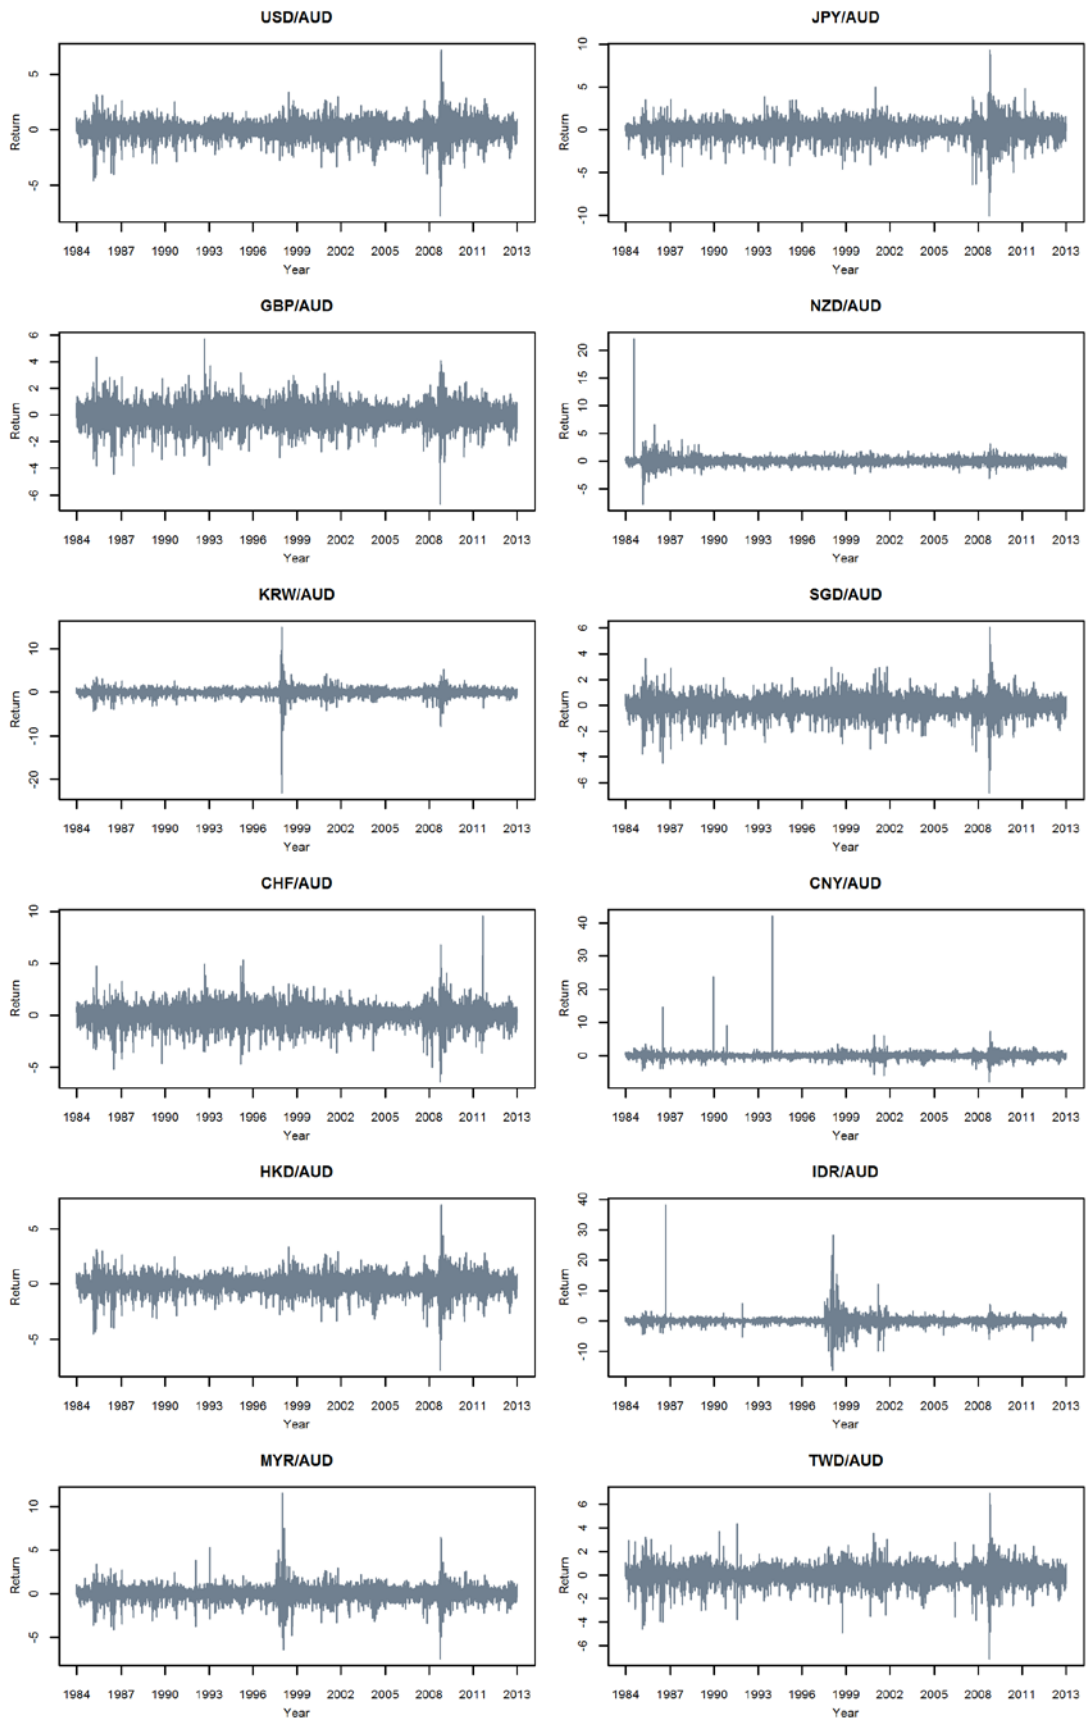 USD/AUD
Return
5
0
-5
1984 1987 1990 1993 1996 1999 2002 2005 2008 2011 2013
Year
JPY/AUD
Return
10
5
0
-5
-10
1984 1987 1990 1993 1996 1999 2002 2005 2008 2011 2013
Year
GBP/AUD
Return
6
4
2
0
-2
-4
-6
1984 1987 1990 1993 1996 1999 2002 2005 2008 2011 2013
Year
NZD/AUD
Return
20
15
10
5
0
-5
1984 1987 1990 1993 1996 1999 2002 2005 2008 2011 2013
Year
KRW/AUD
Return
10
0
-10
-20
1984 1987 1990 1993 1996 1999 2002 2005 2008 2011 2013
Year
SGD/AUD
Return
6
4
2
0
-2
-4
-6
1984 1987 1990 1993 1996 1999 2002 2005 2008 2011 2013
Year
CHF/AUD
Return
10
5
0
-5
1984 1987 1990 1993 1996 1999 2002 2005 2008 2011 2013
Year
CNY/AUD
Return
40
30
20
10
0
1984 1987 1990 1993 1996 1999 2002 2005 2008 2011 2013
Year
HKD/AUD
Return
5
0
-5
1984 1987 1990 1993 1996 1999 2002 2005 2008 2011 2013
Year
IDR/AUD
Return
40
30
20
10
0
-10
1984 1987 1990 1993 1996 1999 2002 2005 2008 2011 2013
Year
MYR/AUD
Return
10
5
0
-5
1984 1987 1990 1993 1996 1999 2002 2005 2008 2011 2013
Year
TWD/AUD
Return
6
4
2
0
-2
-4
-6
1984 1987 1990 1993 1996 1999 2002 2005 2008 2011 2013
Year